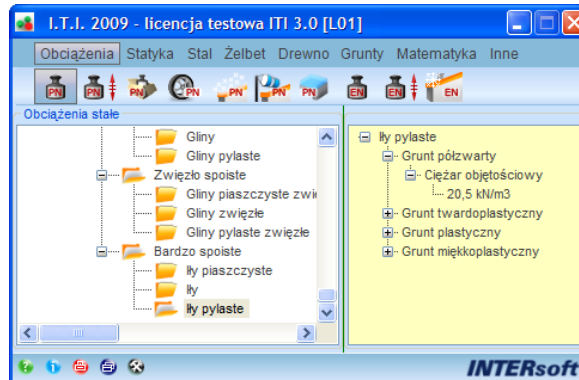 I.T.I. 2009 - licencja testowa ITI 3.0 [L01]
Obciążenia Statyka Stal Żelbet Drewno Grunty Matematyka Inne
PN PN PN PN PN PN PN EN EN EN
Obciążenia stałe
Gliny
Gliny pylaste
Zwięzło spoiste
Gliny piaszczyste zwię
Gliny zwięzłe
Gliny pylaste zwięzłe
Bardzo spoiste
Iły piaszczyste
Iły
Iły pylaste
Iły pylaste
Grunt półzwarty
Ciężar objętościowy
20,5 kN/m3
Grunt twardoplastyczny
Grunt plastyczny
Grunt miękkoplastyczny
INTERsoft